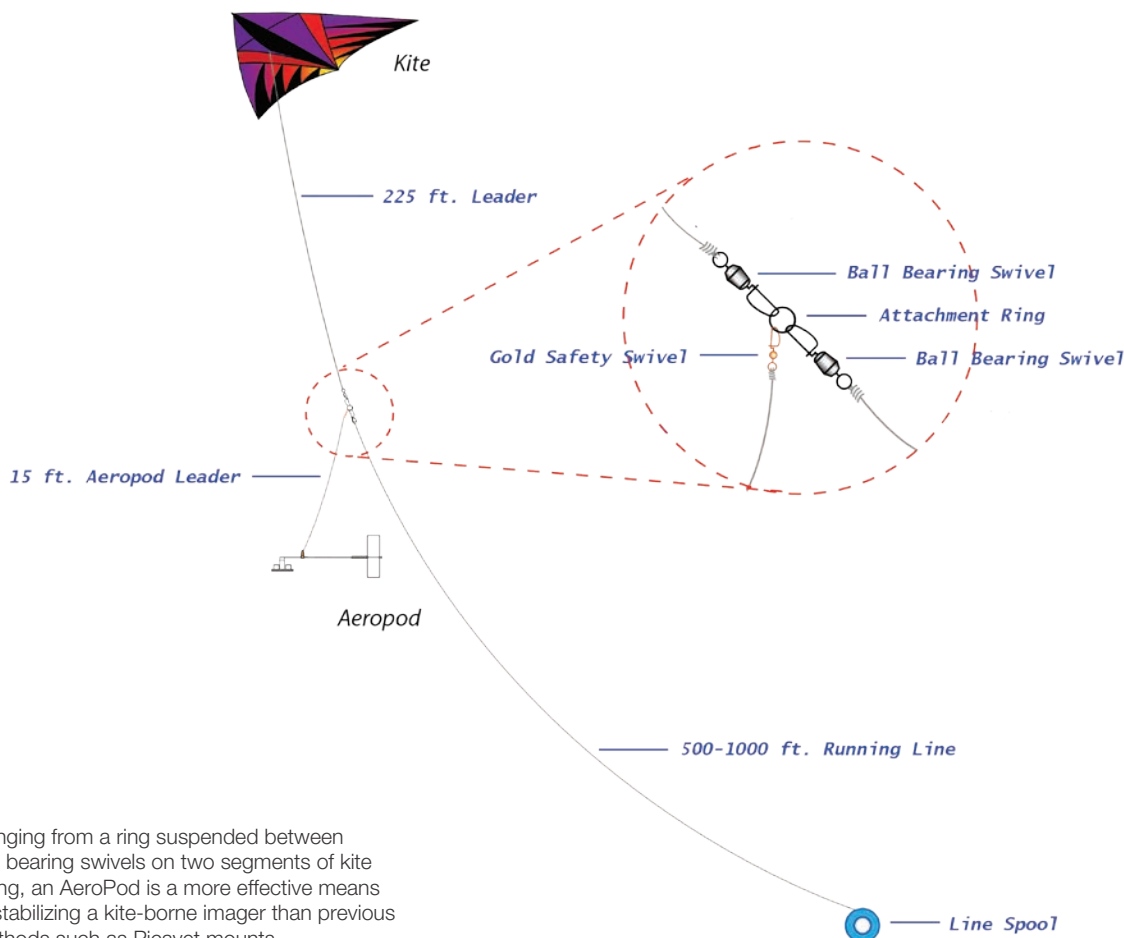 Kite
225 ft. Leader
Ball Bearing Swivel
Attachment Ring
Gold Safety Swivel
Ball Bearing Swivel
15 ft. Aeropod Leader
Aeropod
500-1000 ft. Running Line
nging from a ring suspended between
bearing swivels on two segments of kite
ng, an AeroPod is a more effective means
stabilizing a kite-borne imager than previous
Line Spool